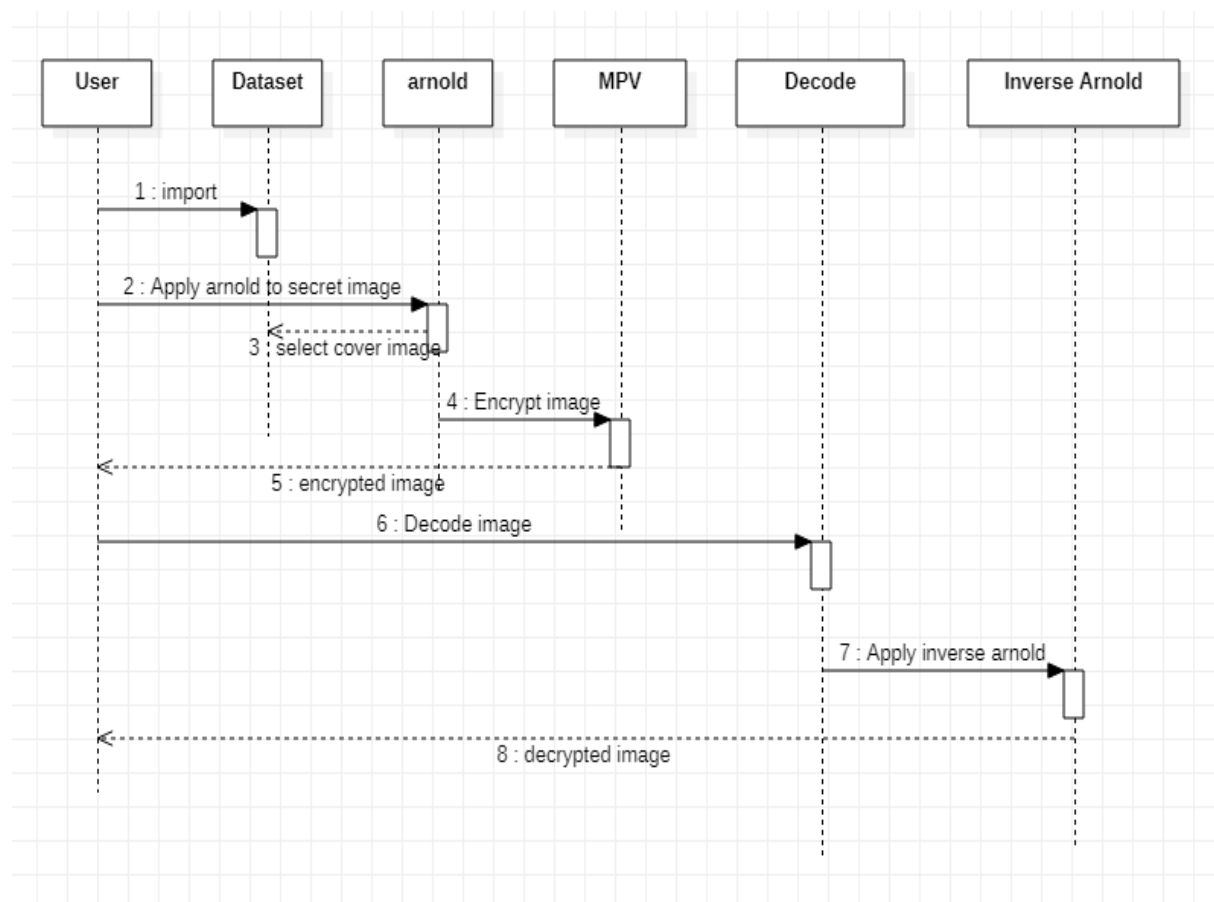 User
Dataset
arnold
MPV
Decode
Inverse Arnold
1 : import
2 : Apply arnold to secret image
3 : select cover image
4 : Encrypt image
5 : encrypted image
6 : Decode image
7 : Apply inverse arnold
8 : decrypted image